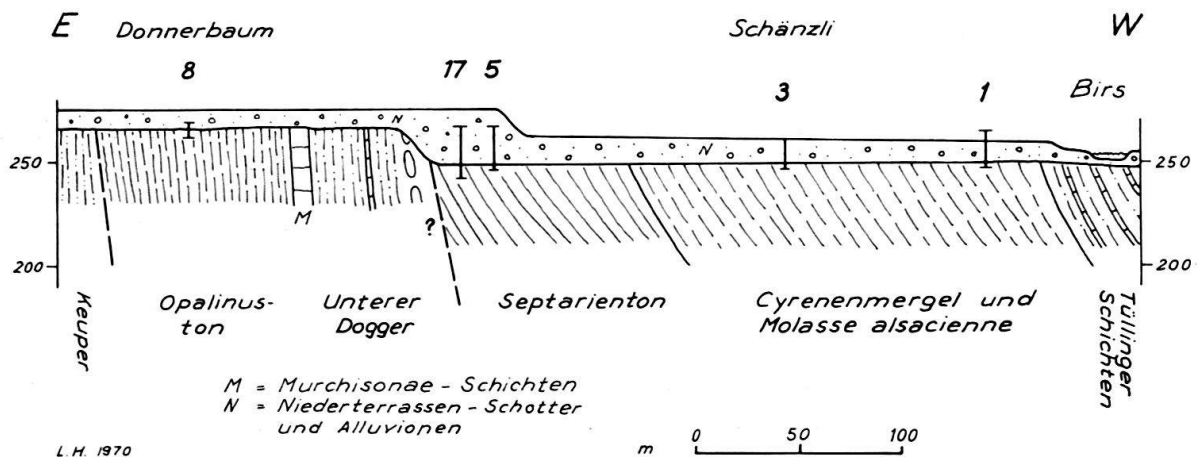 E Donnerbaum Schänzli W
8 17 5 3 1 Birs
N
N
250 250
M ?
200 200
Keuper
Opalinus-
ton
Unterer
Dogger
Septarienton
Cyrenenmergel und
Molasse alsacienne
Tüllinger
Schichten
M = Murchisonae - Schichten
N = Niederterrassen - Schotter
und Alluvionen
L.H. 1970
m 0 50 100